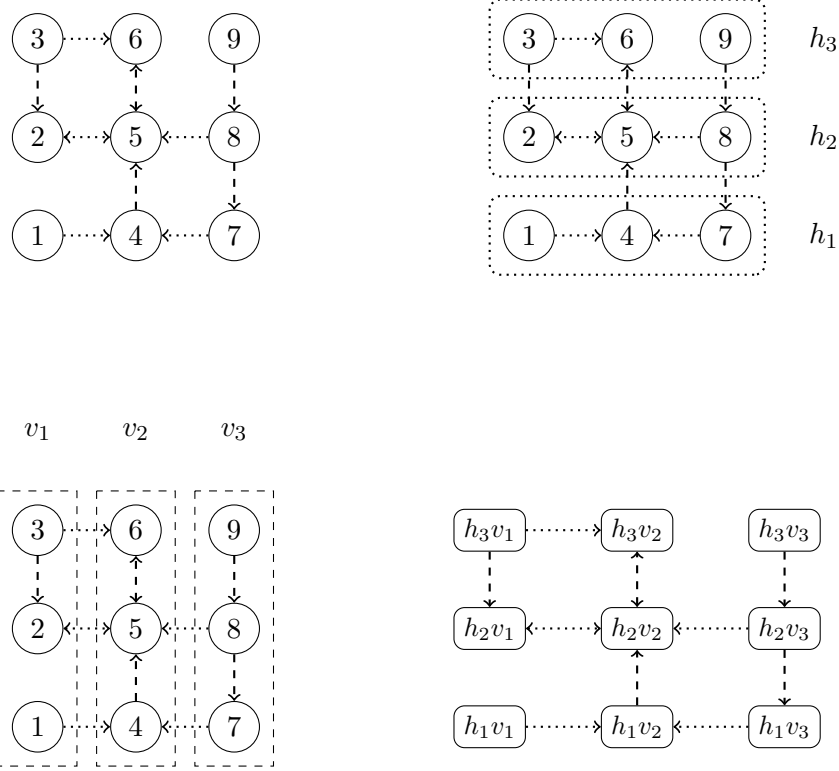 3 6 9
2 5 8
1 4 7
3 6 9 h₃
2 5 8 h₂
1 4 7 h₁
v₁ v₂ v₃
3 6 9
2 5 8
1 4 7
h₃v₁ h₃v₂ h₃v₃
h₂v₁ h₂v₂ h₂v₃
h₁v₁ h₁v₂ h₁v₃